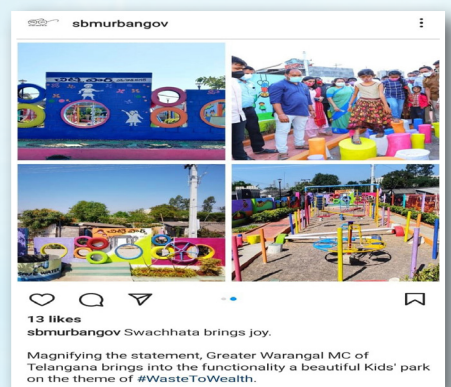 sbmurbangov
చిట్టి పార్క్
13 likes
sbmurbangov Swachhata brings joy.
Magnifying the statement, Greater Warangal MC of
Telangana brings into the functionality a beautiful Kids' park
on the theme of #WasteToWealth.